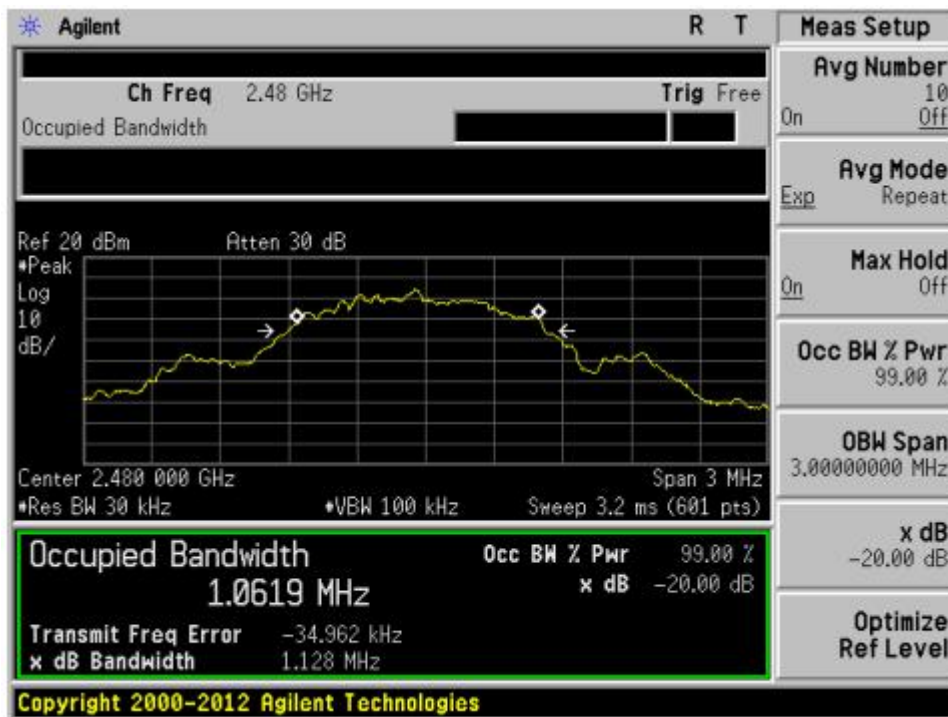 Agilent R T
Ch Freq 2.48 GHz Trig Free
Occupied Bandwidth
Ref 20 dBm Atten 30 dB
*Peak
Log
10
dB/
Center 2.480 000 GHz Span 3 MHz
*Res BW 30 kHz *VBW 100 kHz Sweep 3.2 ms (601 pts)
Occupied Bandwidth Occ BW % Pwr 99.00 %
1.0619 MHz x dB -20.00 dB
Transmit Freq Error -34.962 kHz
x dB Bandwidth 1.128 MHz
Copyright 2000-2012 Agilent Technologies
Meas Setup
Avg Number
10
On Off
Avg Mode
Exp Repeat
Max Hold
On Off
Occ BW % Pwr
99.00 %
OBW Span
3.00000000 MHz
x dB
-20.00 dB
Optimize
Ref Level